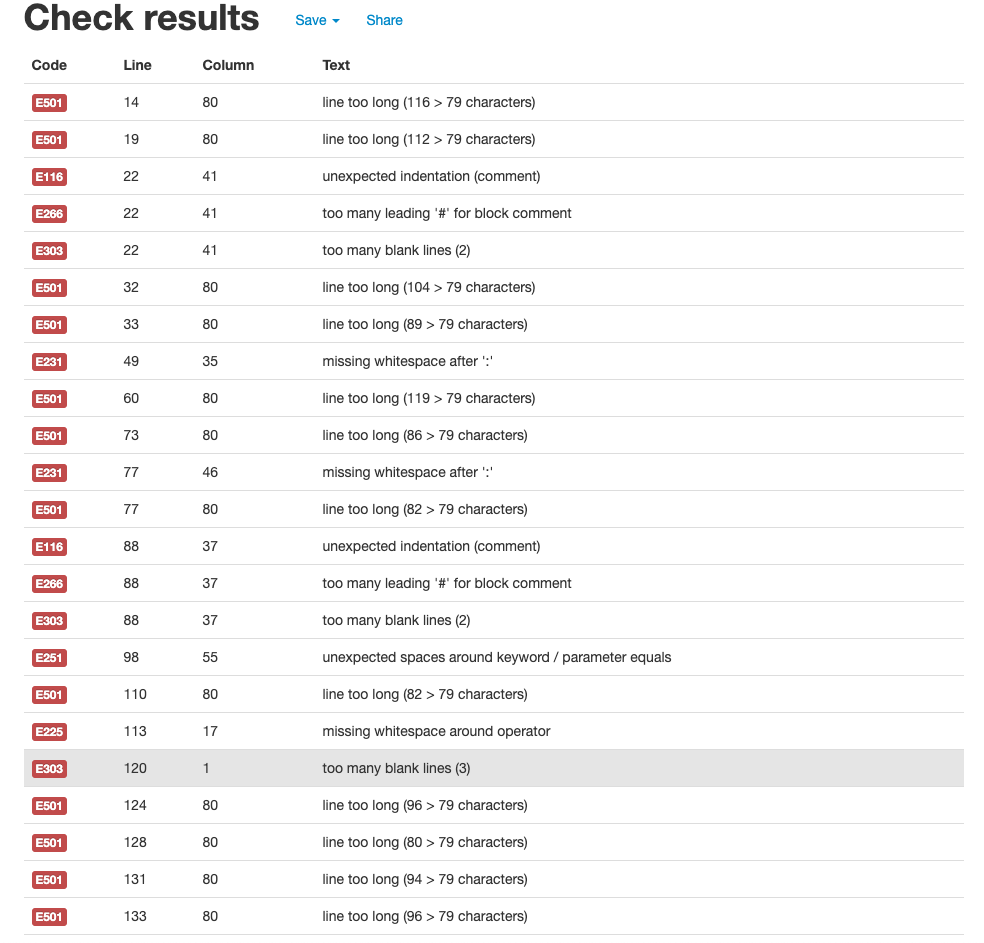 Check results Save Share
Code Line Column Text
E501 14 80 line too long (116 > 79 characters)
E501 19 80 line too long (112 > 79 characters)
E116 22 41 unexpected indentation (comment)
E266 22 41 too many leading '#' for block comment
E303 22 41 too many blank lines (2)
E501 32 80 line too long (104 > 79 characters)
E501 33 80 line too long (89 > 79 characters)
E231 49 35 missing whitespace after ':'
E501 60 80 line too long (119 > 79 characters)
E501 73 80 line too long (86 > 79 characters)
E231 77 46 missing whitespace after ':'
E501 77 80 line too long (82 > 79 characters)
E116 88 37 unexpected indentation (comment)
E266 88 37 too many leading '#' for block comment
E303 88 37 too many blank lines (2)
E251 98 55 unexpected spaces around keyword / parameter equals
E501 110 80 line too long (82 > 79 characters)
E225 113 17 missing whitespace around operator
E303 120 1 too many blank lines (3)
E501 124 80 line too long (96 > 79 characters)
E501 128 80 line too long (80 > 79 characters)
E501 131 80 line too long (94 > 79 characters)
E501 133 80 line too long (96 > 79 characters)